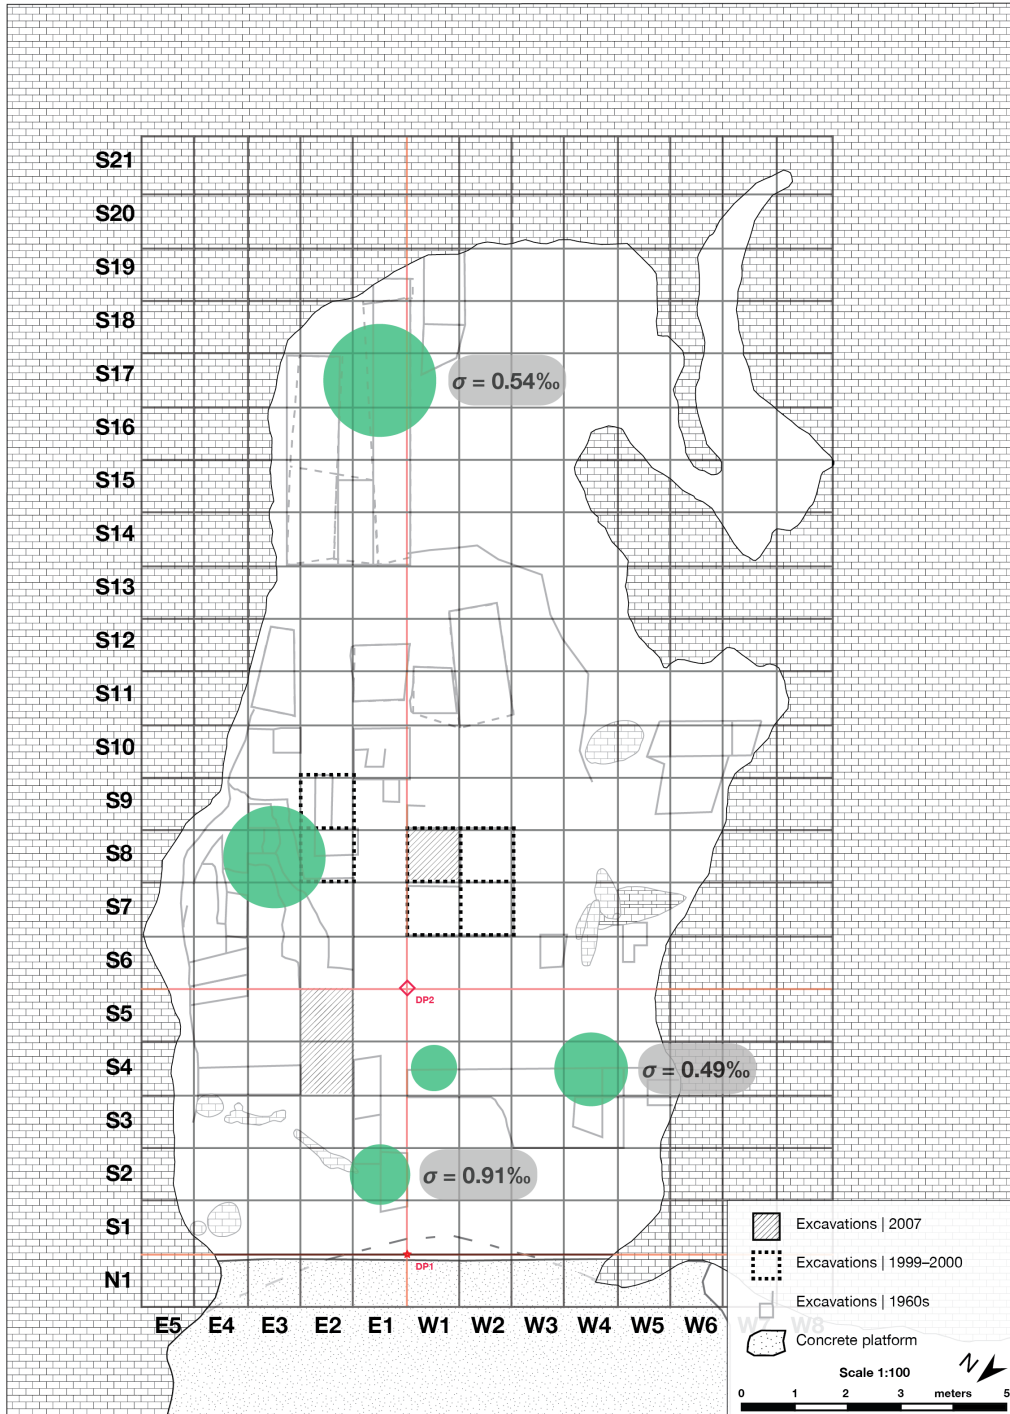 S21
S20
S19
S18
S17
σ = 0.54‰
S16
S15
S14
S13
S12
S11
S10
S9
S8
S7
S6
DP2
S5
S4
σ = 0.49‰
S3
S2
σ = 0.91‰
S1
DP1
N1
E5 E4 E3 E2 E1 W1 W2 W3 W4 W5 W6 W7 W8
Excavations | 2007
Excavations | 1999–2000
Excavations | 1960s
Concrete platform
Scale 1:100
N
0 1 2 3 meters 5